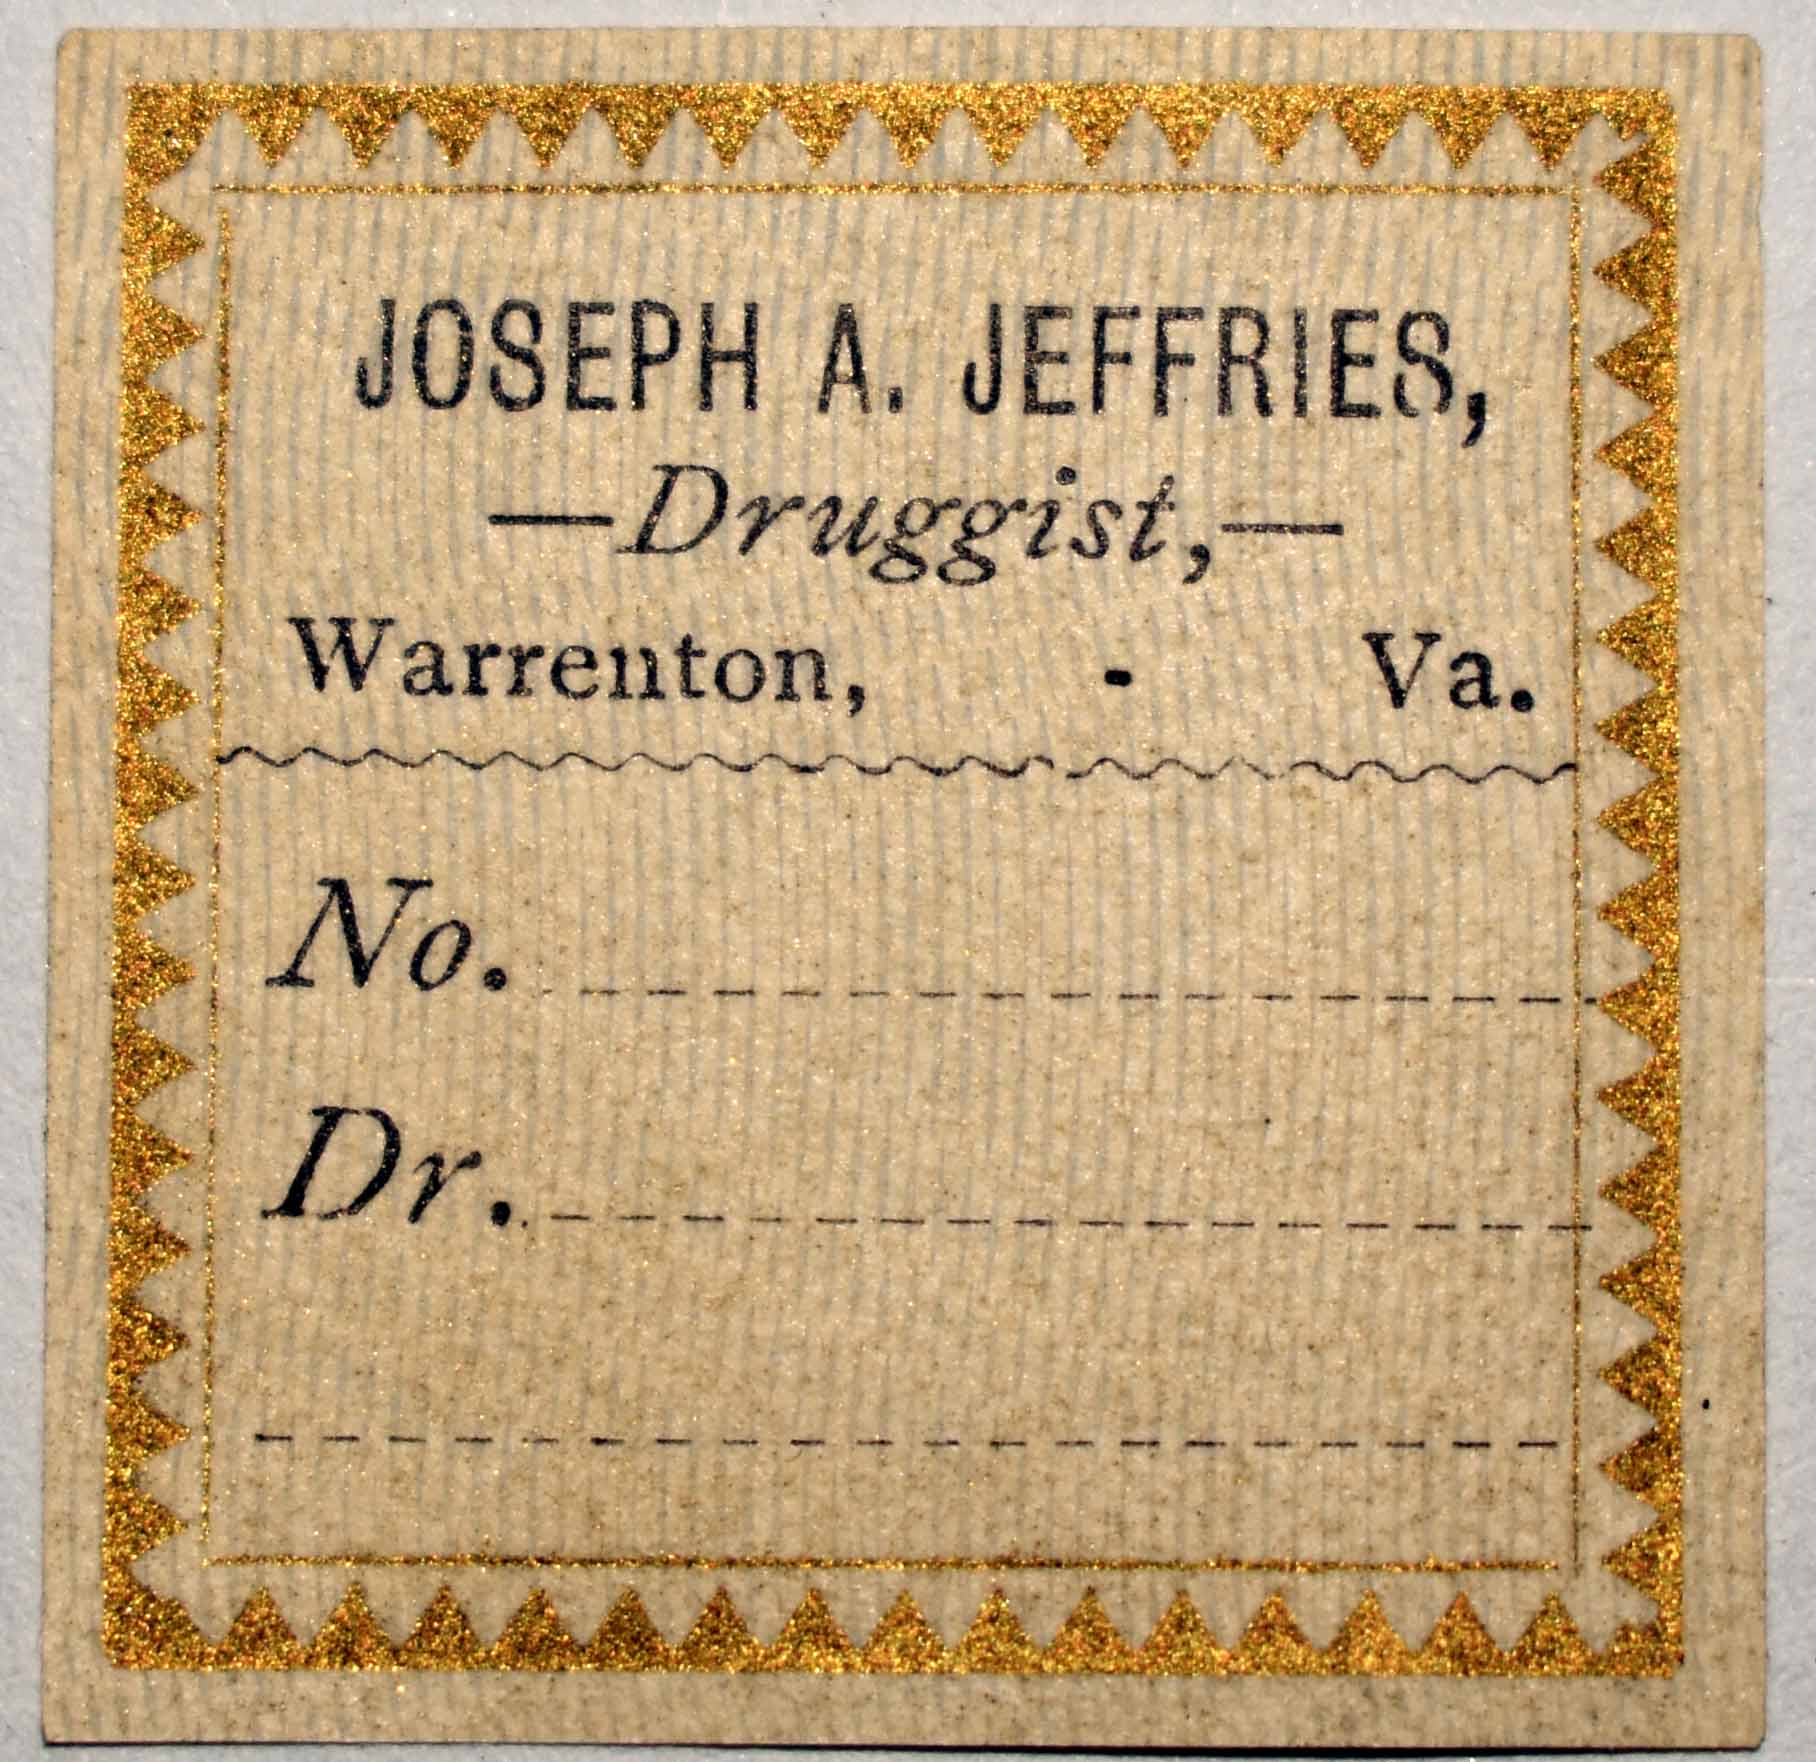 JOSEPH A. JEFFRIES,
—Druggist,—
Warrenton, - Va.
No.
Dr.